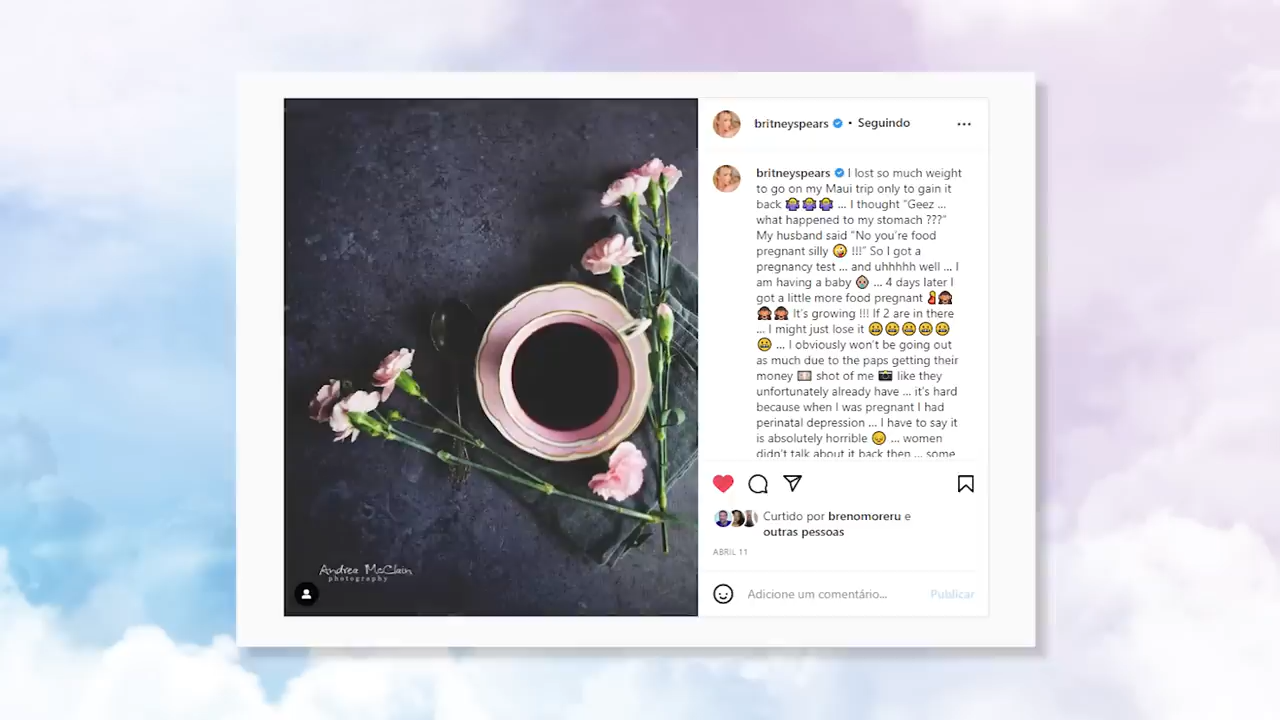 britneyspears • Seguindo
britneyspears I lost so much weight
to go on my Maui trip only to gain it
back 🤷‍♀️🤷‍♀️🤷‍♀️ ... I thought "Geez ...
what happened to my stomach ???"
My husband said "No you're food
pregnant silly 🤪 !!!" So I got a
pregnancy test ... and uhhhhh well ... I
am having a baby 👶🏼 ... 4 days later I
got a little more food pregnant 🤰🙈
🙈🙈 It's growing !!! If 2 are in there
... I might just lose it 😀😀😀😀😀
😀 ... I obviously won't be going out
as much due to the paps getting their
money 💵 shot of me 📸 like they
unfortunately already have ... it's hard
because when I was pregnant I had
perinatal depression ... I have to say it
is absolutely horrible 😞 ... women
didn't talk about it back then ... some
Curtido por brenomoreru e
outras pessoas
ABRIL 11
Adicione um comentário... Publicar
Andrea McClain
photography